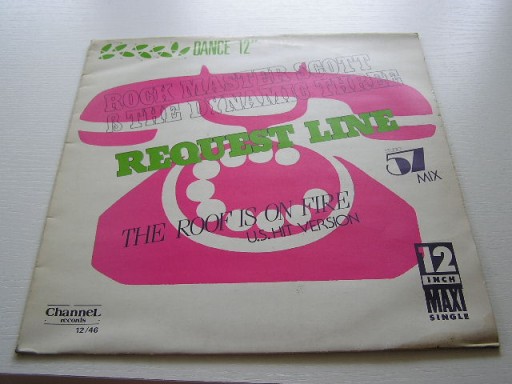 DANCE 12"
ROCK MASTER SCOTT
& THE DYNAMIC THREE
REQUEST LINE
STUDIO
57
MIX
THE ROOF IS ON FIRE
U.S. HIT VERSION
12
INCH
MAXI
SINGLE
ChanneL
records
12/46